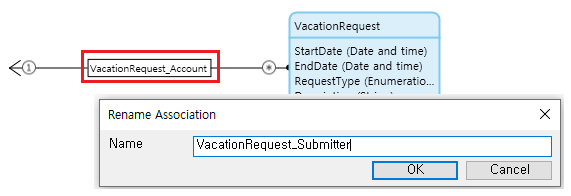 VacationRequest
1
VacationRequest_Account
*
StartDate (Date and time)
EndDate (Date and time)
RequestType (Enumeratio...
Rename Association
Name
VacationRequest_Submitter
OK
Cancel